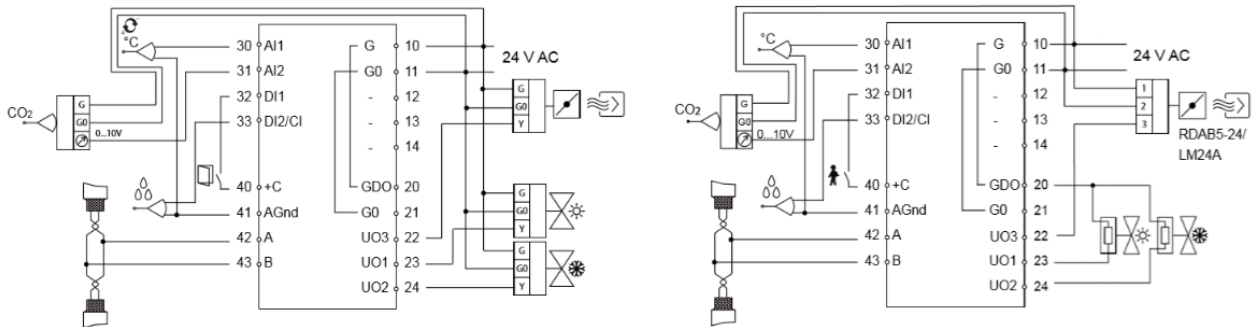 °C
30 AI1 G 10
31 AI2 G0 11 24 V AC
32 DI1 - 12
33 DI2/CI - 13
- 14
CO2 G
G0
0...10V
G
G0
Y
40 +C GDO 20
41 AGnd G0 21
42 A UO3 22
43 B UO1 23
UO2 24
G
G0
Y
G
G0
Y
°C
30 AI1 G 10
31 AI2 G0 11 24 V AC
32 DI1 - 12
33 DI2/CI - 13
- 14
CO2 G
G0
0...10V
1
2
3
RDAB5-24/
LM24A
40 +C GDO 20
41 AGnd G0 21
42 A UO3 22
43 B UO1 23
UO2 24